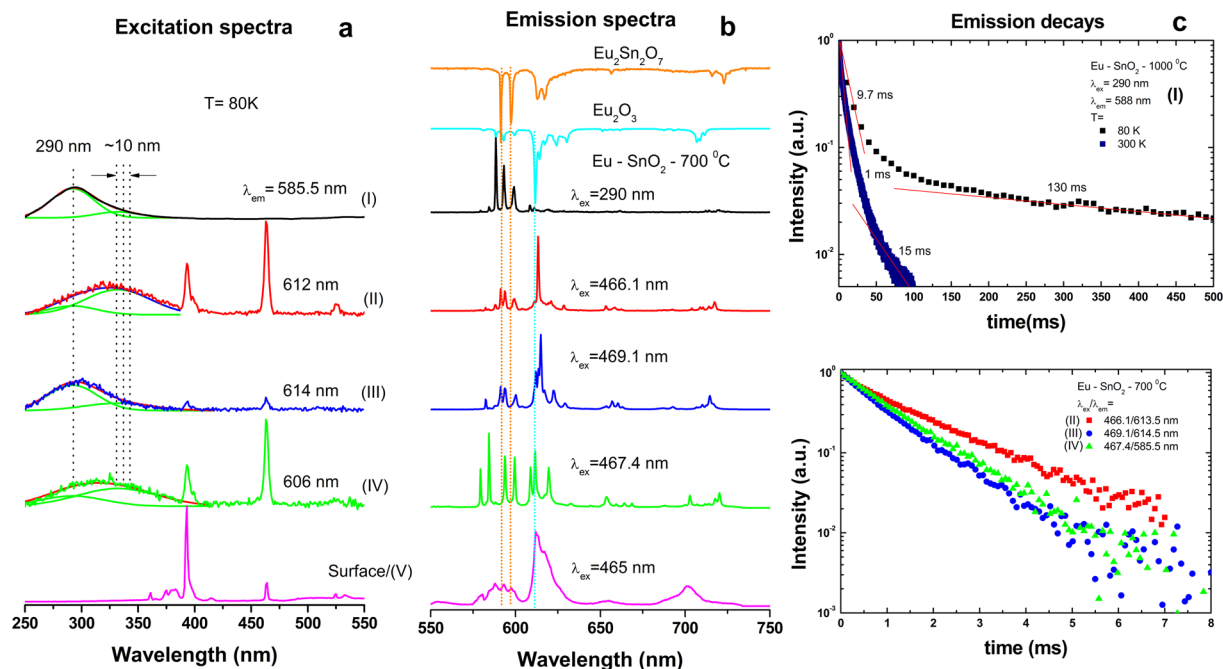 Excitation spectra
a
T= 80K
290 nm
~10 nm
λem= 585.5 nm
(I)
612 nm
(II)
614 nm
(III)
606 nm
(IV)
Surface/(V)
250 300 350 400 450 500 550
Wavelength (nm)
Emission spectra
b
Eu2Sn2O7
Eu2O3
Eu - SnO2 - 700 ⁰C
λex=290 nm
λex=466.1 nm
λex=469.1 nm
λex=467.4 nm
λex=465 nm
550 600 650 700 750
Wavelength (nm)
Emission decays
c
Intensity (a.u.)
10⁰
10⁻¹
10⁻²
Eu - SnO2 - 1000 ⁰C
λex= 290 nm
(I)
λem= 588 nm
T=
80 K
300 K
9.7 ms
1 ms
130 ms
15 ms
0 50 100 150 200 250 300 350 400 450 500
time(ms)
Intensity (a.u.)
10⁰
10⁻¹
10⁻²
10⁻³
Eu - SnO2 - 700 ⁰C
λex/λem=
(II) 466.1/613.5 nm
(III) 469.1/614.5 nm
(IV) 467.4/585.5 nm
0 1 2 3 4 5 6 7 8
time (ms)